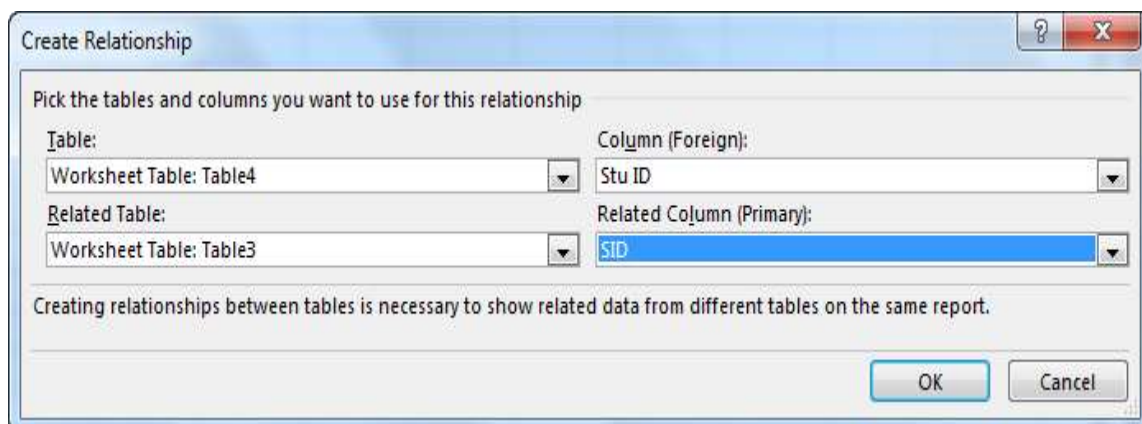 Create Relationship
?
X
Pick the tables and columns you want to use for this relationship
Table: Column (Foreign):
Worksheet Table: Table4 Stu ID
Related Table: Related Column (Primary):
Worksheet Table: Table3 SID
Creating relationships between tables is necessary to show related data from different tables on the same report.
OK Cancel